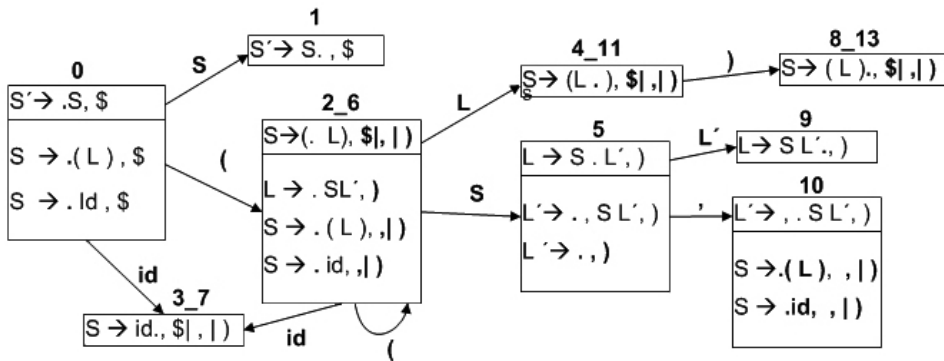 1
S´→ S. , $
0
S´→ .S, $
S → .( L ) , $
S → . Id , $
S
(
id
3_7
S → id., $| , | )
2_6
S→(. L), $|, | )
L → . SL´, )
S → . ( L ), ,| )
S → . id, ,| )
id
(
L
S
4_11
S→ (L . ), $| ,| )
s
)
8_13
S→ ( L )., $| ,| )
5
L → S . L´, )
L´→ . , S L´, )
L ´→ . , )
L´
,
9
L→ S L´., )
10
L´→ , . S L´, )
S →.( L ), , | )
S → .id, , | )